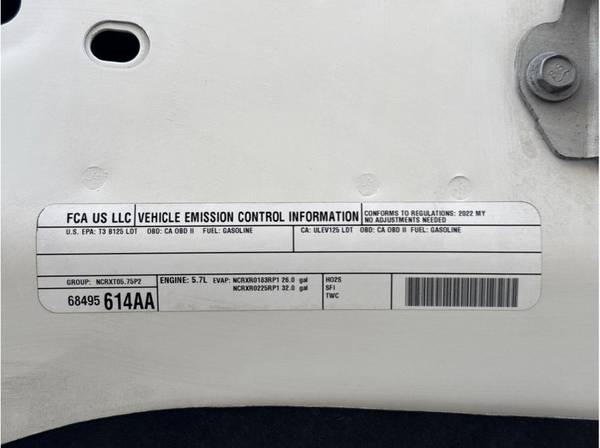 FCA US LLC VEHICLE EMISSION CONTROL INFORMATION CONFORMS TO REGULATIONS: 2022 MY
NO ADJUSTMENTS NEEDED
U.S. EPA: T3 B125 LDT OBD: CA OBD II FUEL: GASOLINE CA: ULEV125 LDT OBD: CA OBD II FUEL: GASOLINE
GROUP: NCRXT05.75P2 ENGINE: 5.7L EVAP: NCRXR0183RP1 26.0 gal HO2S
NCRXR0225RP1 32.0 gal SFI
68495 614AA TWC